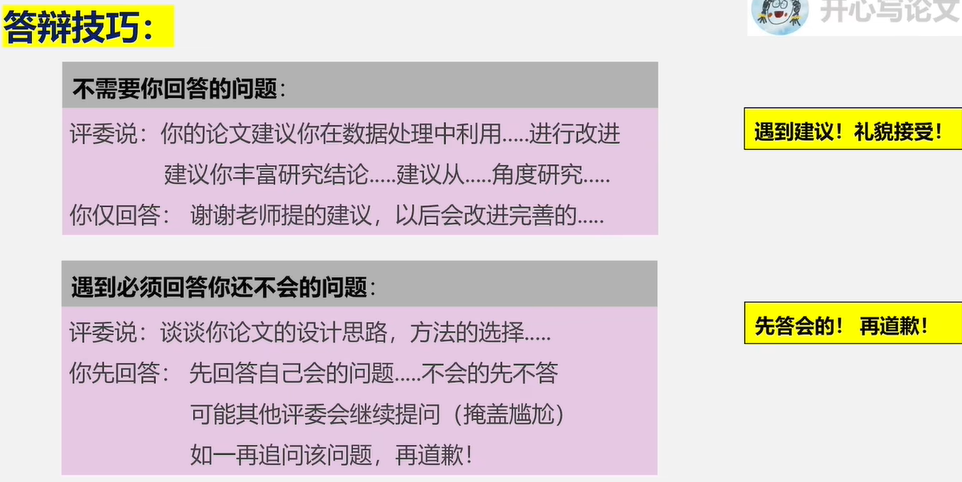 答辩技巧：
开心写论文
不需要你回答的问题：
评委说：你的论文建议你在数据处理中利用.....进行改进
建议你丰富研究结论.....建议从.....角度研究.....
你仅回答： 谢谢老师提的建议，以后会改进完善的.....
遇到建议！礼貌接受！
遇到必须回答你还不会的问题：
评委说：谈谈你论文的设计思路，方法的选择.....
你先回答： 先回答自己会的问题.....不会的先不答
可能其他评委会继续提问（掩盖尴尬）
如一再追问该问题，再道歉！
先答会的！ 再道歉！